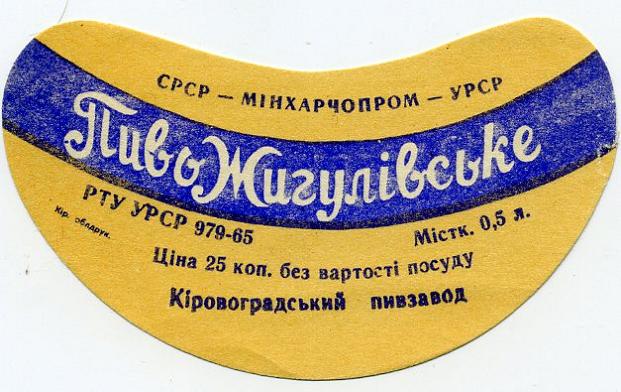 СРСР — МІНХАРЧОПРОМ — УРСР
Пиво Жигулівське
РТУ УРСР 979-65
Містк. 0,5 л.
Кір. облдрук.
Ціна 25 коп. без вартості посуду
Кіровоградський пивзавод